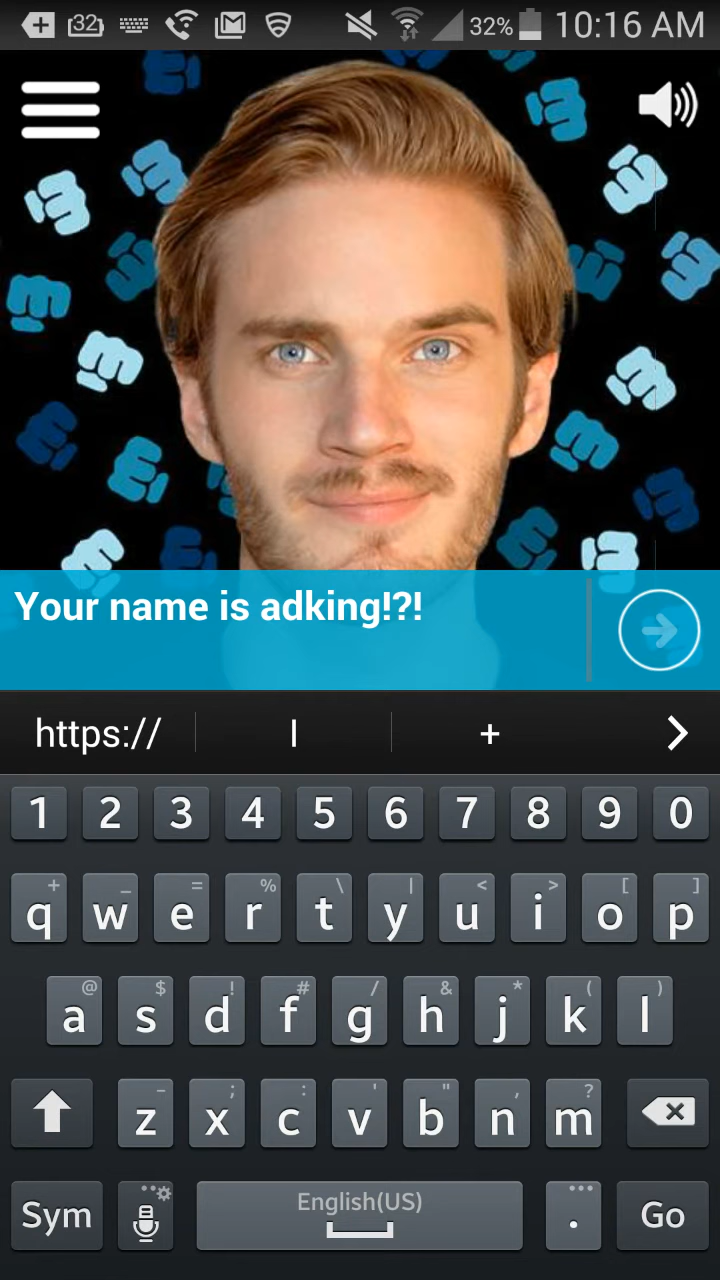 32 32% 10:16 AM
Your name is adking!?!
https:// | +
1 2 3 4 5 6 7 8 9 0
+ _ = % \ | < > [ ]
q w e r t y u i o p
@ $ ! # / & * ( )
a s d f g h j k l
- ; : ' " , ?
z x c v b n m
English(US)
Sym . Go